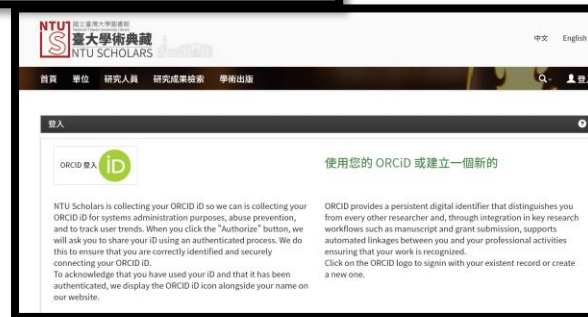 NTU 國立臺灣大學圖書館
臺大學術典藏
NTU SCHOLARS
中文 English
首頁 單位 研究人員 研究成果檢索 學術出版
登入
ORCID 登入 iD
NTU Scholars is collecting your ORCID iD so we can is collecting your
ORCID iD for systems administration purposes, abuse prevention,
and to track user trends. When you click the "Authorize" button, we
will ask you to share your iD using an authenticated process. We do
this to ensure that you are correctly identified and securely
connecting your ORCID iD.
To acknowledge that you have used your iD and that it has been
authenticated, we display the ORCID iD icon alongside your name on
our website.
使用您的 ORCiD 或建立一個新的
ORCID provides a persistent digital identifier that distinguishes you
from every other researcher and, through integration in key research
workflows such as manuscript and grant submission, supports
automated linkages between you and your professional activities
ensuring that your work is recognized.
Click on the ORCID logo to signin with your existent record or create
a new one.